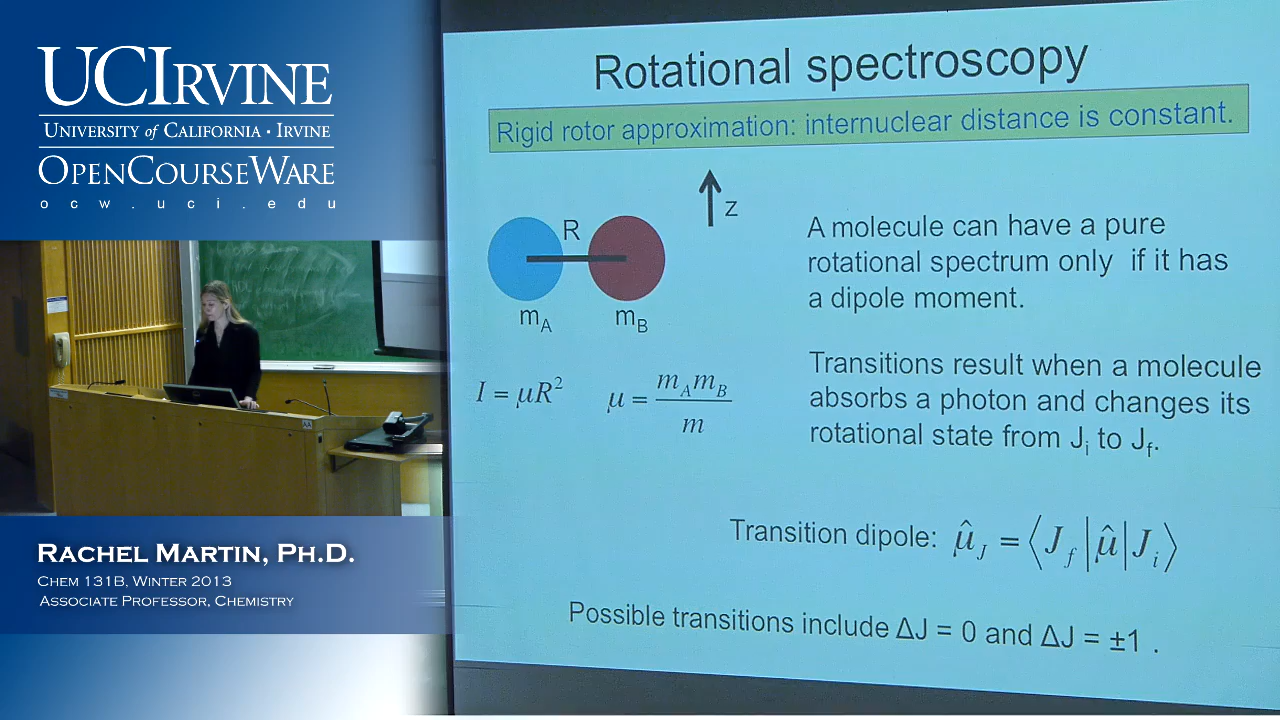 UCIRVINE
UNIVERSITY of CALIFORNIA · IRVINE
OPENCOURSEWARE
ocw.uci.edu
RACHEL MARTIN, PH.D.
CHEM 131B, WINTER 2013
ASSOCIATE PROFESSOR, CHEMISTRY
Rotational spectroscopy
Rigid rotor approximation: internuclear distance is constant.
z
R
m_A m_B
I = μR² μ = m_A m_B / m
A molecule can have a pure
rotational spectrum only if it has
a dipole moment.
Transitions result when a molecule
absorbs a photon and changes its
rotational state from J_i to J_f.
Transition dipole: μ̂_J = ⟨J_f|μ̂|J_i⟩
Possible transitions include ΔJ = 0 and ΔJ = ±1 .